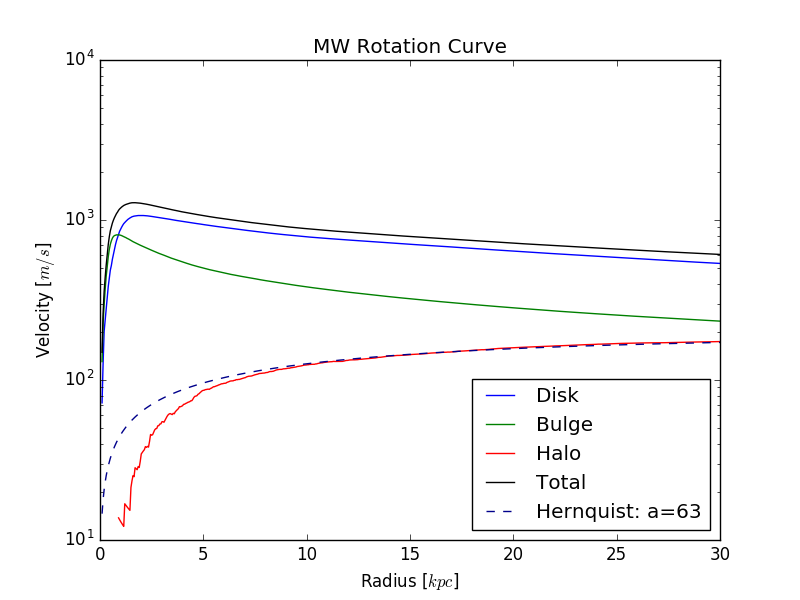 MW Rotation Curve
10^4
10^3
10^2
10^1
Velocity [m/s]
0 5 10 15 20 25 30
Radius [kpc]
Disk
Bulge
Halo
Total
Hernquist: a=63